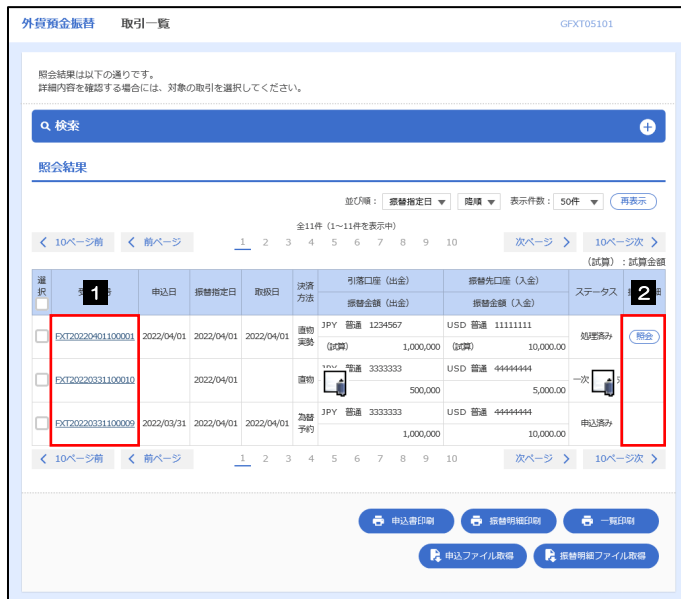 外貨預金振替 取引一覧 GFXT05101
照会結果は以下の通りです。
詳細内容を確認する場合には、対象の取引を選択してください。
検索
照会結果
並び順： 振替指定日 降順 表示件数： 50件 再表示
全11件（1～11件を表示中）
10ページ前 前ページ 1 2 3 4 5 6 7 8 9 10 次ページ 10ページ次
（試算）：試算金額
選択 1 申込日 振替指定日 取扱日 決済方法 引落口座（出金） 振替先口座（入金） ステータス 2
振替金額（出金） 振替金額（入金）
FXT20220401100001 2022/04/01 2022/04/01 2022/04/01 直物実勢 JPY 普通 1234567 USD 普通 11111111 処理済み 照会
（試算） 1,000,000 （試算） 10,000.00
FXT20220331100010 2022/04/01 直物 3333333 USD 普通 44444444 一次
500,000 5,000.00
FXT20220331100009 2022/03/31 2022/04/01 2022/04/01 為替予約 JPY 普通 3333333 USD 普通 44444444 申込済み
1,000,000 10,000.00
10ページ前 前ページ 1 2 3 4 5 6 7 8 9 10 次ページ 10ページ次
申込書印刷 振替明細印刷 一覧印刷
申込ファイル取得 振替明細ファイル取得